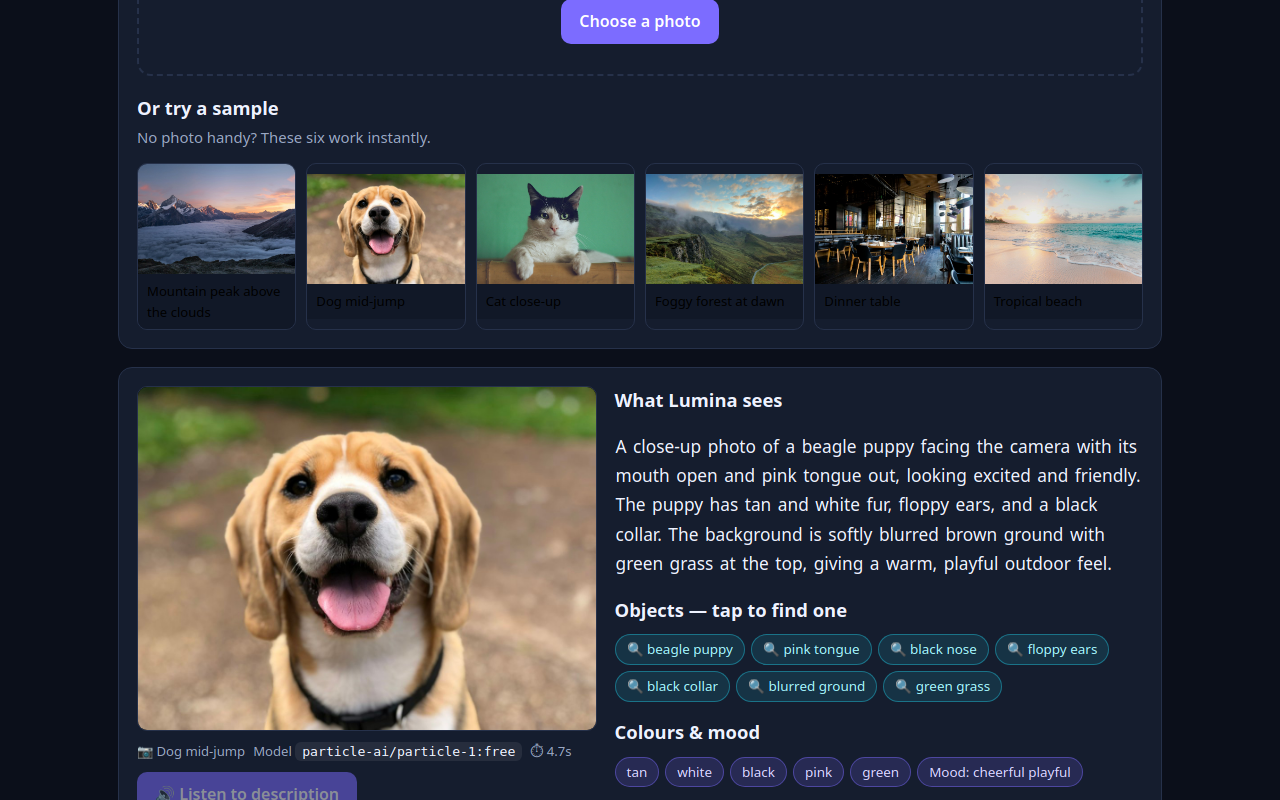 Choose a photo
Or try a sample
No photo handy? These six work instantly.
Mountain peak above
the clouds
Dog mid-jump
Cat close-up
Foggy forest at dawn
Dinner table
Tropical beach
What Lumina sees
A close-up photo of a beagle puppy facing the camera with its
mouth open and pink tongue out, looking excited and friendly.
The puppy has tan and white fur, floppy ears, and a black
collar. The background is softly blurred brown ground with
green grass at the top, giving a warm, playful outdoor feel.
Objects — tap to find one
🔍 beagle puppy 🔍 pink tongue 🔍 black nose 🔍 floppy ears
🔍 black collar 🔍 blurred ground 🔍 green grass
Colours & mood
tan white black pink green Mood: cheerful playful
📷 Dog mid-jump Model particle-ai/particle-1:free ⏱ 4.7s
🔊 Listen to description